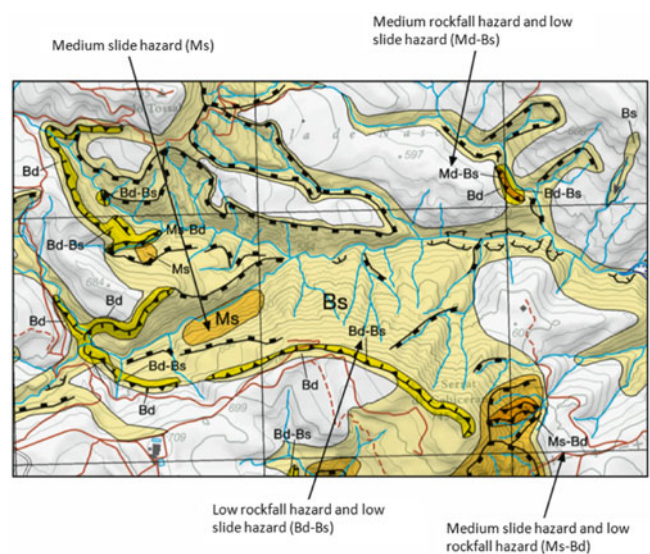 Medium rockfall hazard and low
slide hazard (Md-Bs)
Medium slide hazard (Ms)
Bs
597
Bd
Md-Bs
Bd
Bd-Bs
Bd-Bs
Ms-Bd
Bd-Bs
Ms
684
Bd
Bs
Bd
Ms
Bd-Bs
Bd-Bs
Bd
Bd
699
Bd-Bs
Ms-Bd
709
Low rockfall hazard and low
slide hazard (Bd-Bs)
Medium slide hazard and low
rockfall hazard (Ms-Bd)